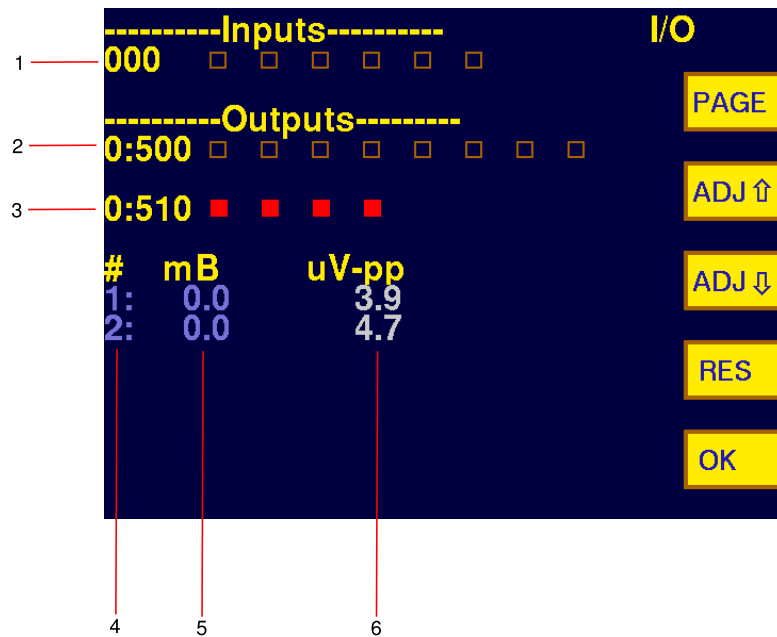 ----------Inputs----------
I/O
1
000
PAGE
----------Outputs---------
2
0:500
ADJ ⇧
3
0:510
# mB uV-pp
ADJ ⇩
1: 0.0 3.9
2: 0.0 4.7
RES
OK
4 5 6